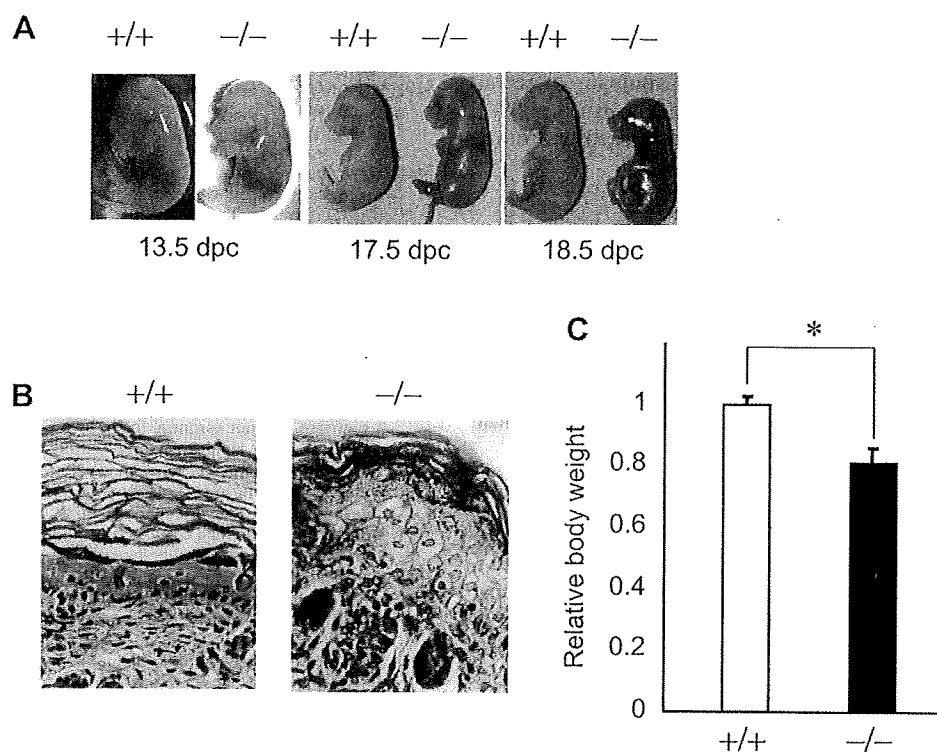 A
+/+ −/− +/+ −/− +/+ −/−
13.5 dpc 17.5 dpc 18.5 dpc
B
+/+ −/−
C
*
Relative body weight
1
0.8
0.6
0.4
0.2
0
+/+ −/−